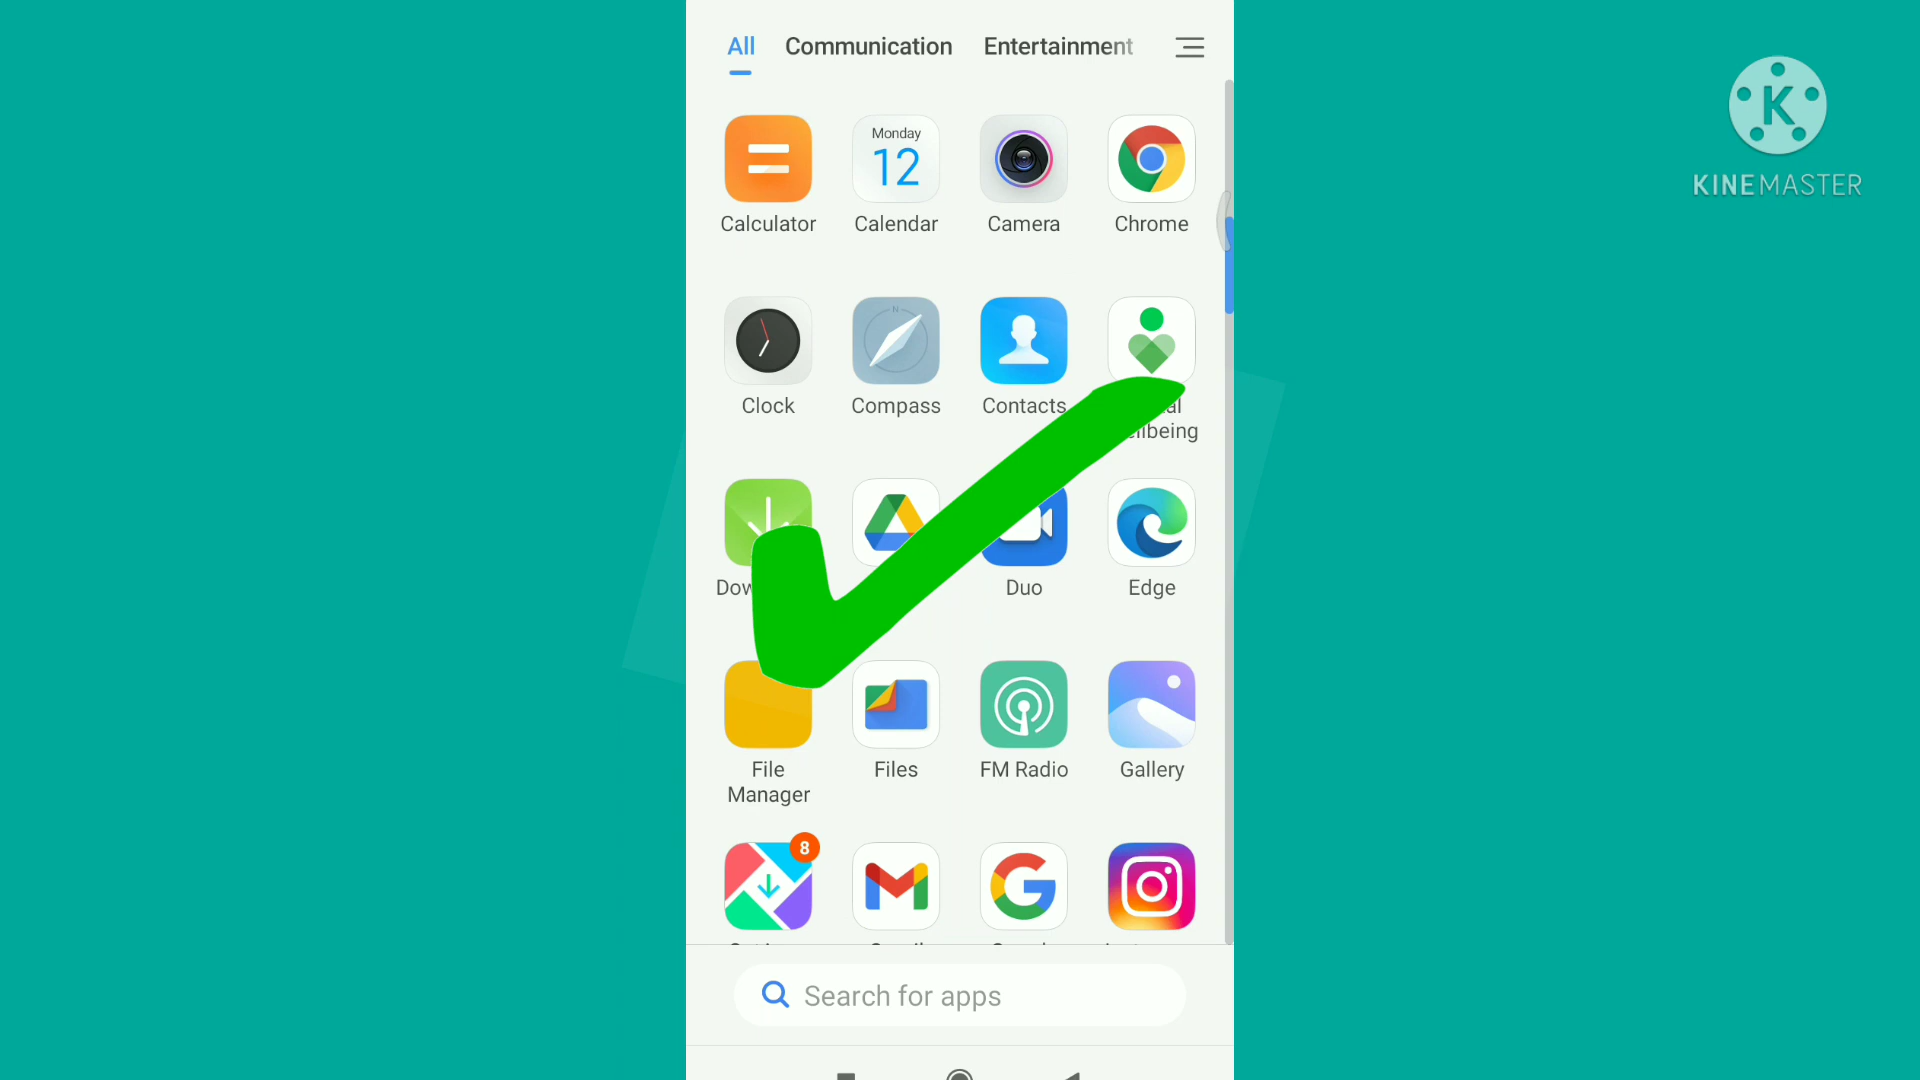 All Communication Entertainment
K
KINEMASTER
Monday
12
Calculator Calendar Camera Chrome
N
Clock Compass Contacts
Duo Edge
File Files FM Radio Gallery
Manager
8
Search for apps